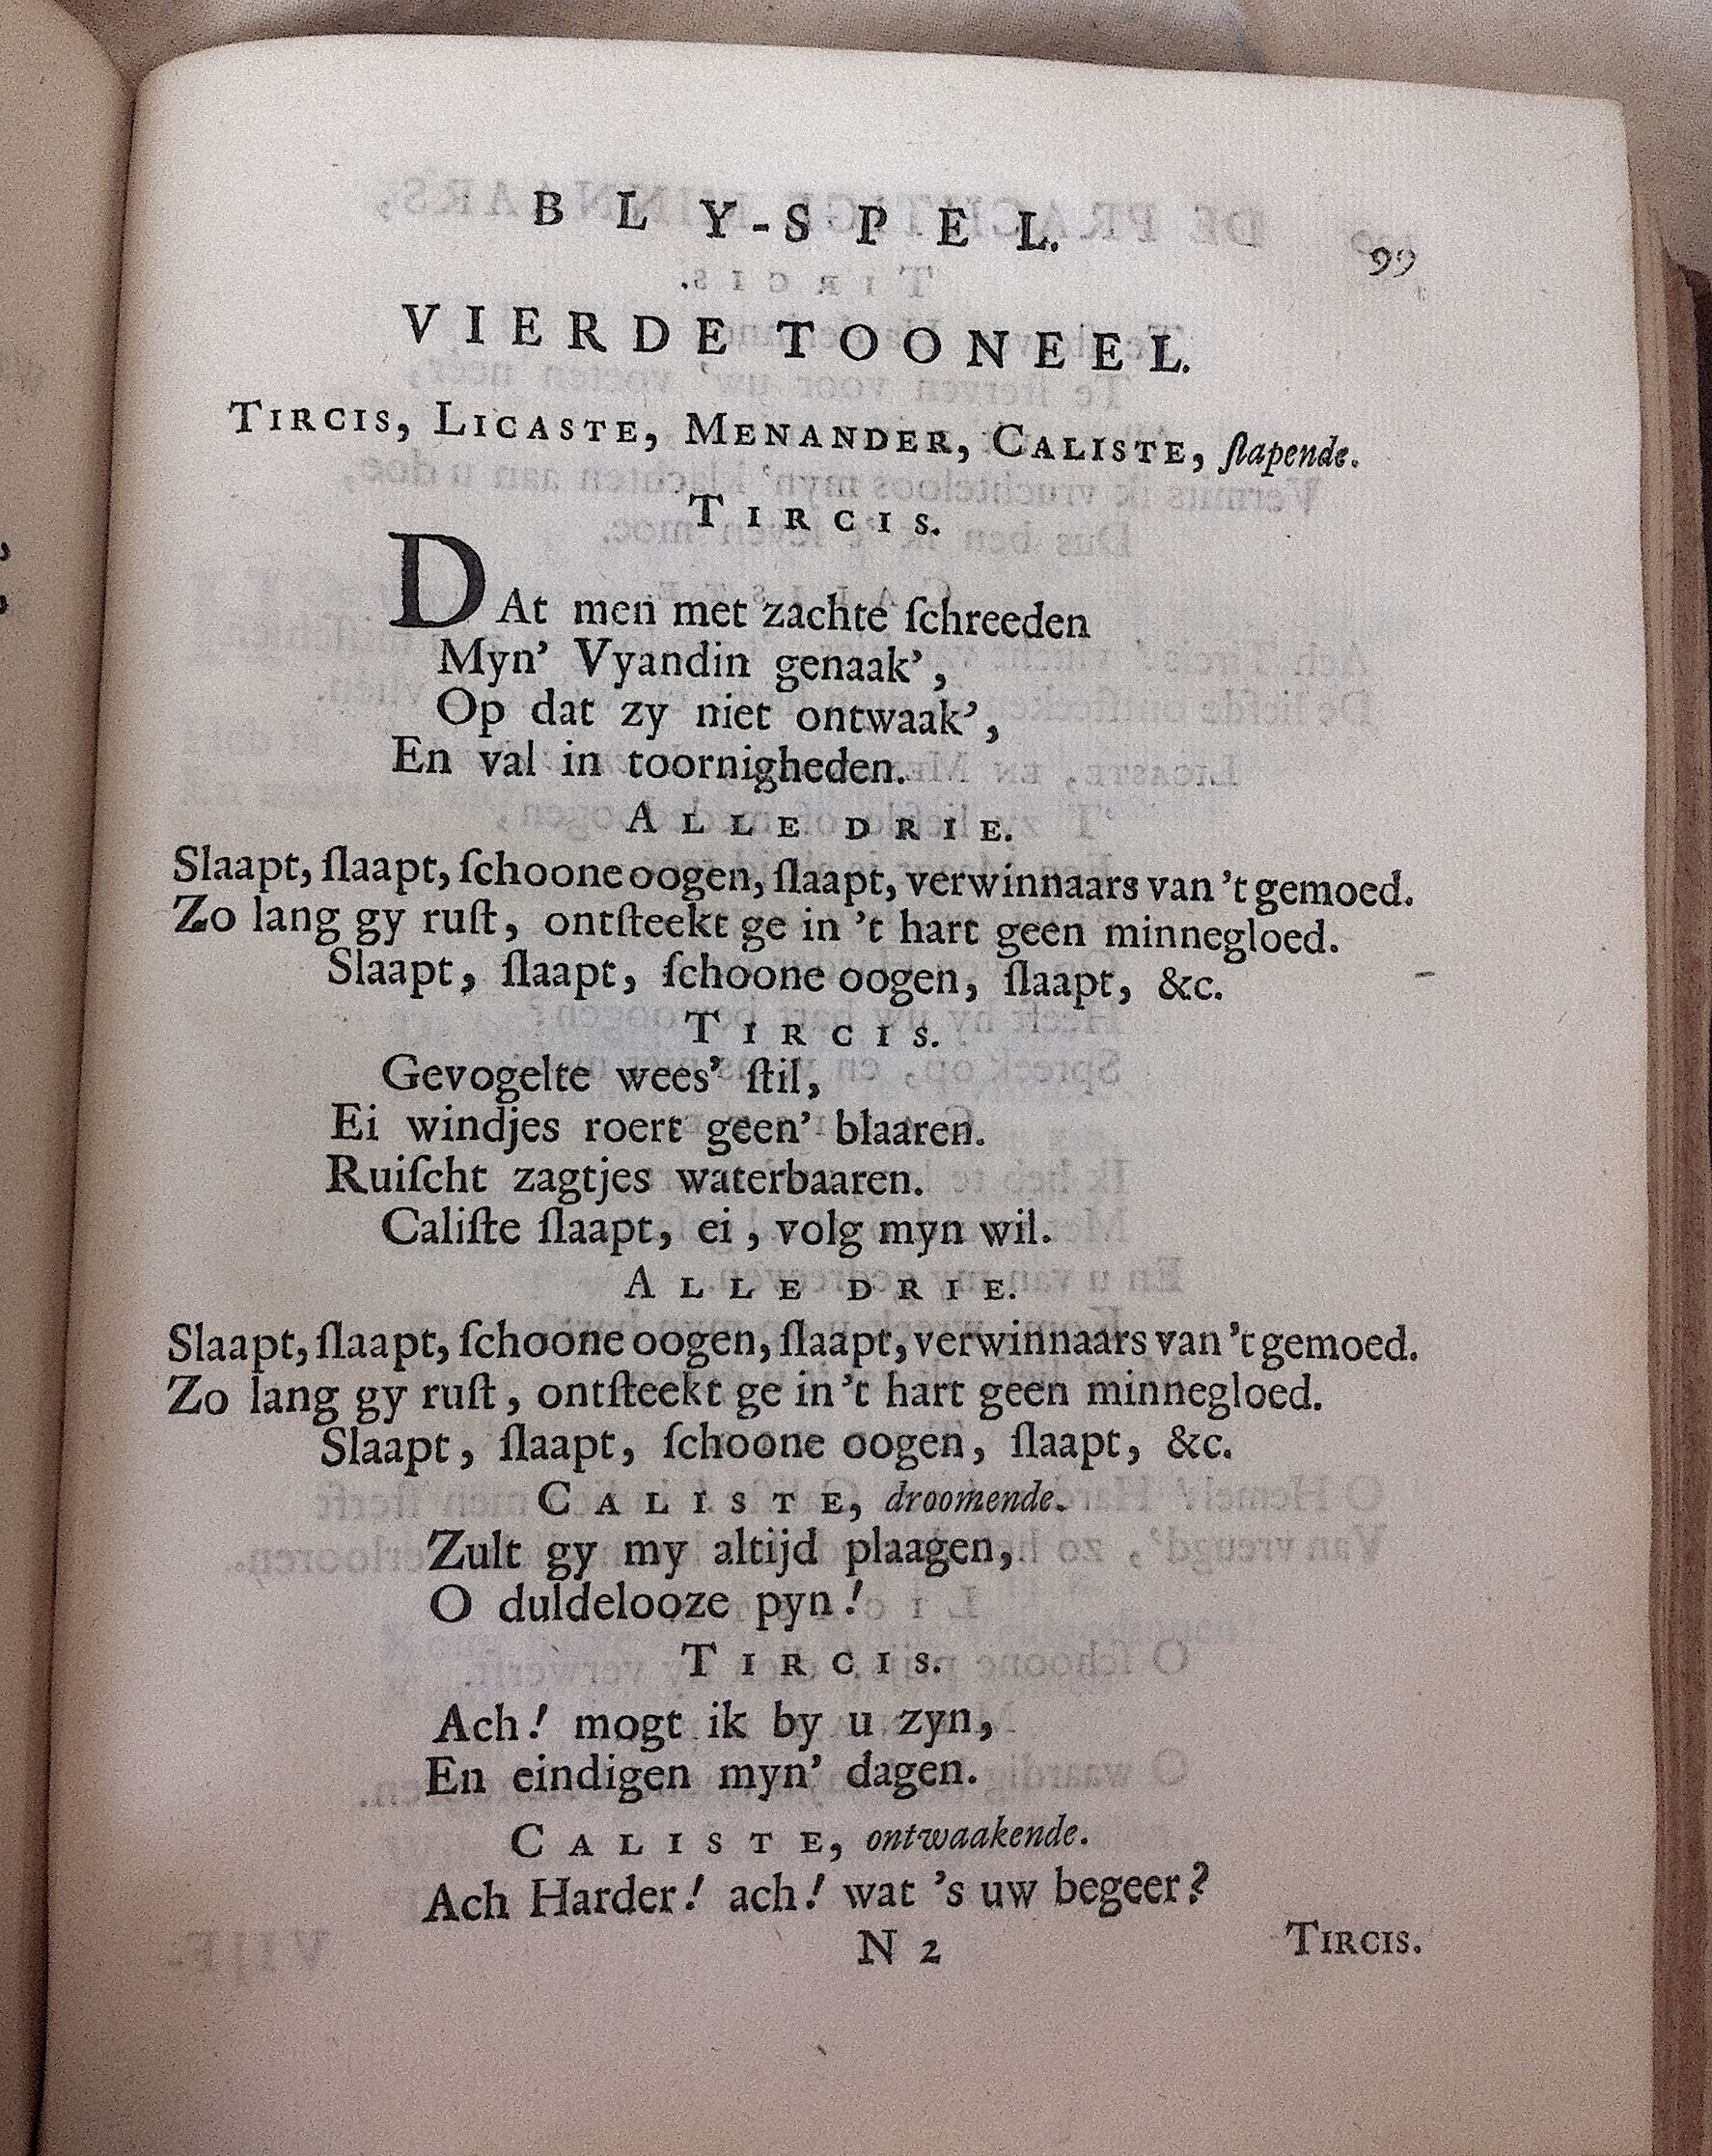 BLY-SPEL. 99
VIERDE TOONEEL.
TIRCIS, LICASTE, MENANDER, CALISTE, ſlapende.
TIRCIS.
DAt men met zachte ſchreeden
Myn' Vyandin genaak',
Op dat zy niet ontwaak',
En val in toornigheden.
ALLE DRIE.
Slaapt, ſlaapt, ſchoone oogen, ſlaapt, verwinnaars van 't gemoed.
Zo lang gy ruſt, ontſteekt ge in 't hart geen minnegloed.
Slaapt, ſlaapt, ſchoone oogen, ſlaapt, &c.
TIRCIS.
Gevogelte wees' ſtil,
Ei windjes roert geen' blaaren.
Ruiſcht zagtjes waterbaaren.
Caliſte ſlaapt, ei, volg myn wil.
ALLE DRIE.
Slaapt, ſlaapt, ſchoone oogen, ſlaapt, verwinnaars van 't gemoed.
Zo lang gy ruſt, ontſteekt ge in 't hart geen minnegloed.
Slaapt, ſlaapt, ſchoone oogen, ſlaapt, &c.
CALISTE, droomende.
Zult gy my altijd plaagen,
O duldelooze pyn!
TIRCIS.
Ach! mogt ik by u zyn,
En eindigen myn' dagen.
CALISTE, ontwaakende.
Ach Harder! ach! wat 's uw begeer?
N 2 TIRCIS.